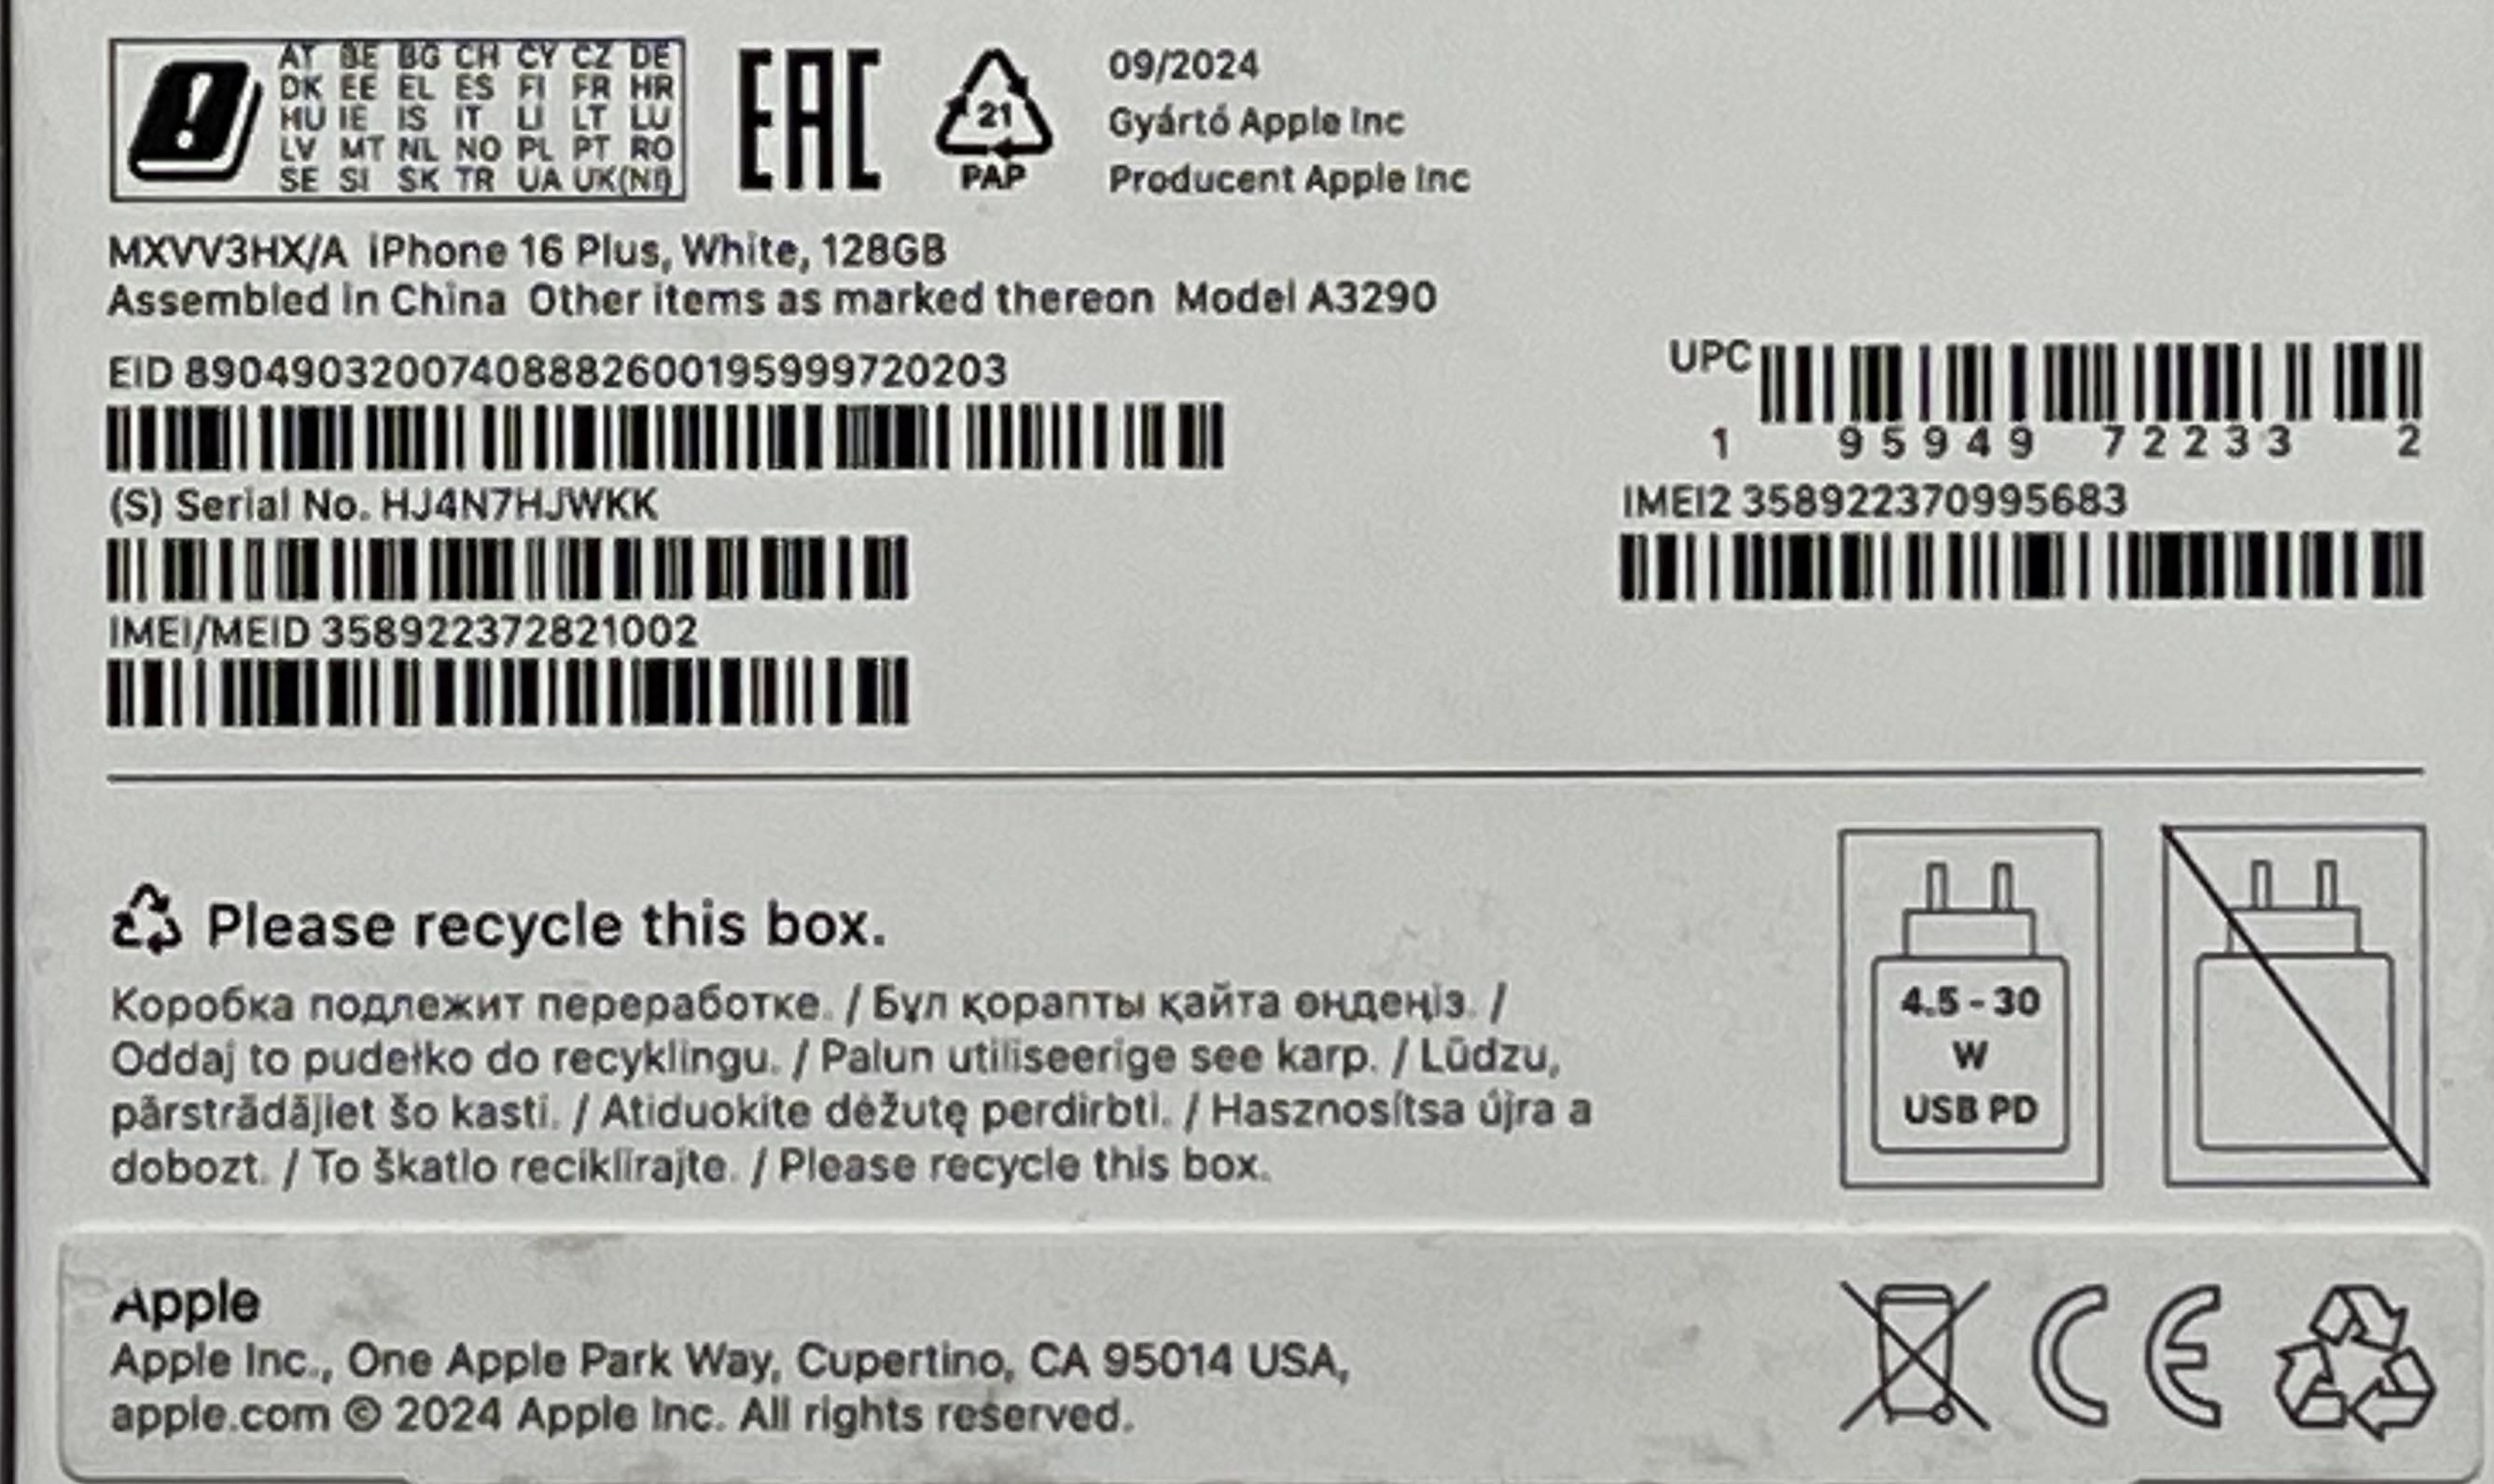 AT BE BG CH CY CZ DE
DK EE EL ES FI FR HR
HU IE IS IT LI LT LU
LV MT NL NO PL PT RO
SE SI SK TR UA UK(NI)
EAC
21
PAP
09/2024
Gyártó Apple Inc
Producent Apple Inc
MXVV3HX/A iPhone 16 Plus, White, 128GB
Assembled in China Other items as marked thereon Model A3290
EID 89049032007408882600195999720203
UPC
1 95949 72233 2
(S) Serial No. HJ4N7HJWKK
IMEI2 358922370995683
IMEI/MEID 358922372821002
Please recycle this box.
Коробка подлежит переработке. / Бұл қорапты қайта өңдеңіз. /
Oddaj to pudełko do recyklingu. / Palun utiliseerige see karp. / Lūdzu,
pārstrādājiet šo kasti. / Atiduokite dėžutę perdirbti. / Hasznosítsa újra a
dobozt. / To škatlo reciklirajte. / Please recycle this box.
4.5 - 30
W
USB PD
Apple
Apple Inc., One Apple Park Way, Cupertino, CA 95014 USA,
apple.com © 2024 Apple Inc. All rights reserved.
CE